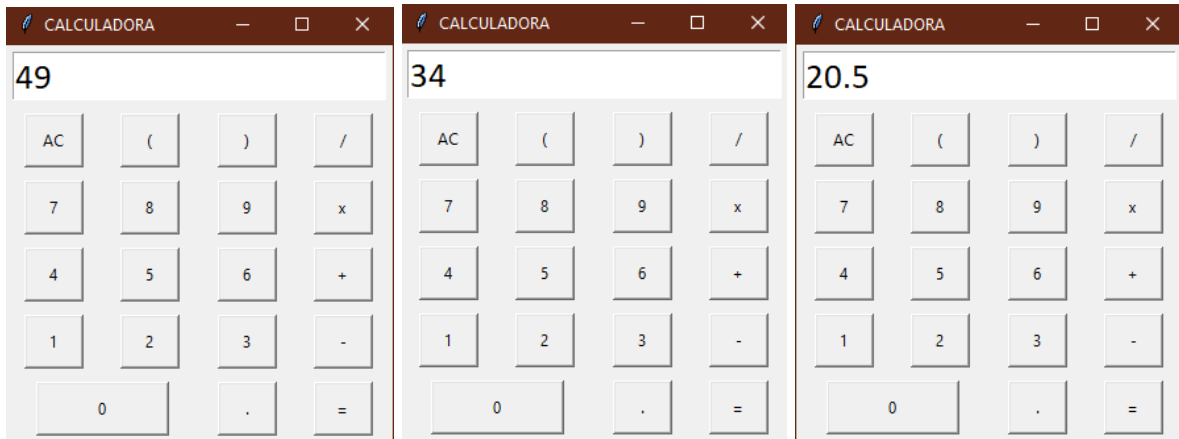 CALCULADORA
49
AC ( ) /
7 8 9 x
4 5 6 +
1 2 3 -
0 . =
CALCULADORA
34
AC ( ) /
7 8 9 x
4 5 6 +
1 2 3 -
0 . =
CALCULADORA
20.5
AC ( ) /
7 8 9 x
4 5 6 +
1 2 3 -
0 . =